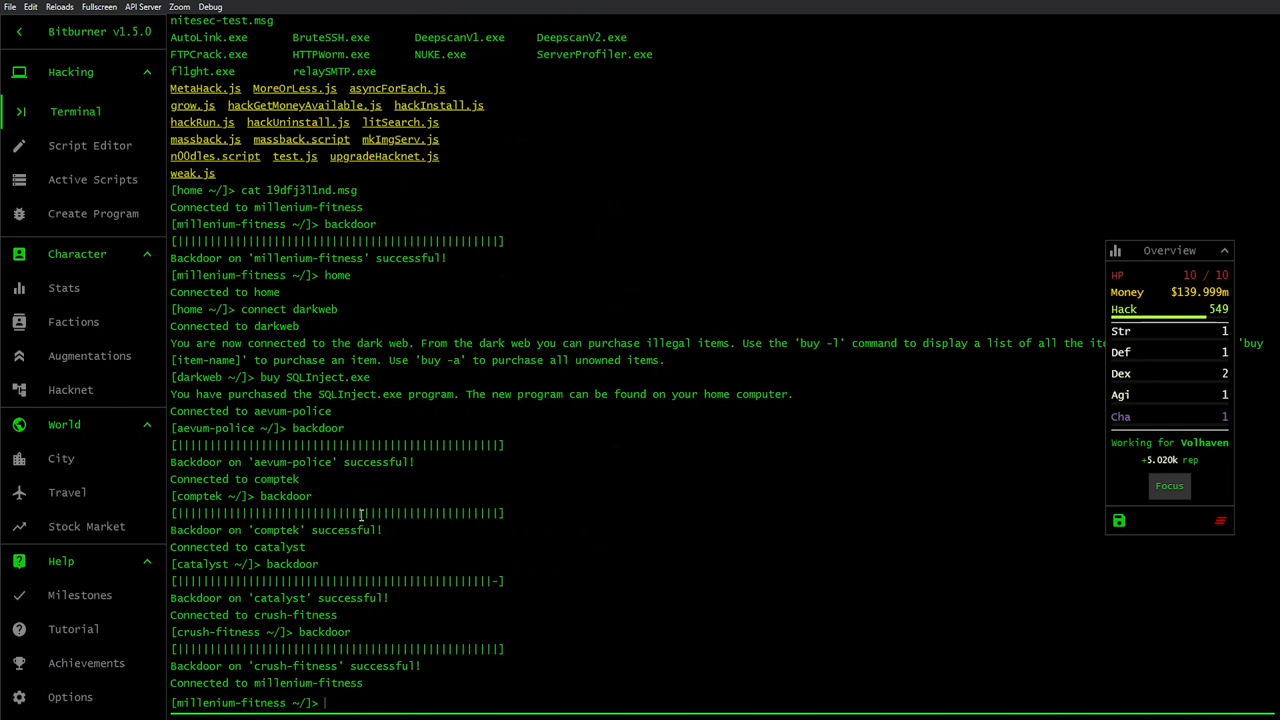 File Edit Reloads Fullscreen API Server Zoom Debug
Bitburner v1.5.0
Hacking
Terminal
Script Editor
Active Scripts
Create Program
Character
Stats
Factions
Augmentations
Hacknet
World
City
Travel
Stock Market
Help
Milestones
Tutorial
Achievements
Options
nitesec-test.msg
AutoLink.exe BruteSSH.exe DeepscanV1.exe DeepscanV2.exe
FTPCrack.exe HTTPWorm.exe NUKE.exe ServerProfiler.exe
fl1ght.exe relaySMTP.exe
MetaHack.js MoreOrLess.js asyncForEach.js
grow.js hackGetMoneyAvailable.js hackInstall.js
hackRun.js hackUninstall.js litSearch.js
massback.js massback.script mkImgServ.js
n00dles.script test.js upgradeHacknet.js
weak.js
[home ~/]> cat 19dfj3l1nd.msg
Connected to millenium-fitness
[millenium-fitness ~/]> backdoor
[||||||||||||||||||||||||||||||||||||||||||||||||||]
Backdoor on 'millenium-fitness' successful!
[millenium-fitness ~/]> home
Connected to home
[home ~/]> connect darkweb
Connected to darkweb
You are now connected to the dark web. From the dark web you can purchase illegal items. Use the 'buy -l' command to display a list of all the ite 'buy
[item-name]' to purchase an item. Use 'buy -a' to purchase all unowned items.
[darkweb ~/]> buy SQLInject.exe
You have purchased the SQLInject.exe program. The new program can be found on your home computer.
Connected to aevum-police
[aevum-police ~/]> backdoor
[||||||||||||||||||||||||||||||||||||||||||||||||||]
Backdoor on 'aevum-police' successful!
Connected to comptek
[comptek ~/]> backdoor
[||||||||||||||||||||||||||||||||||||||||||||||||||]
Backdoor on 'comptek' successful!
Connected to catalyst
[catalyst ~/]> backdoor
[|||||||||||||||||||||||||||||||||||||||||||||||||-]
Backdoor on 'catalyst' successful!
Connected to crush-fitness
[crush-fitness ~/]> backdoor
[||||||||||||||||||||||||||||||||||||||||||||||||||]
Backdoor on 'crush-fitness' successful!
Connected to millenium-fitness
[millenium-fitness ~/]>
Overview
HP 10 / 10
Money $139.999m
Hack 549
Str 1
Def 1
Dex 2
Agi 1
Cha 1
Working for Volhaven
+5.020k rep
Focus